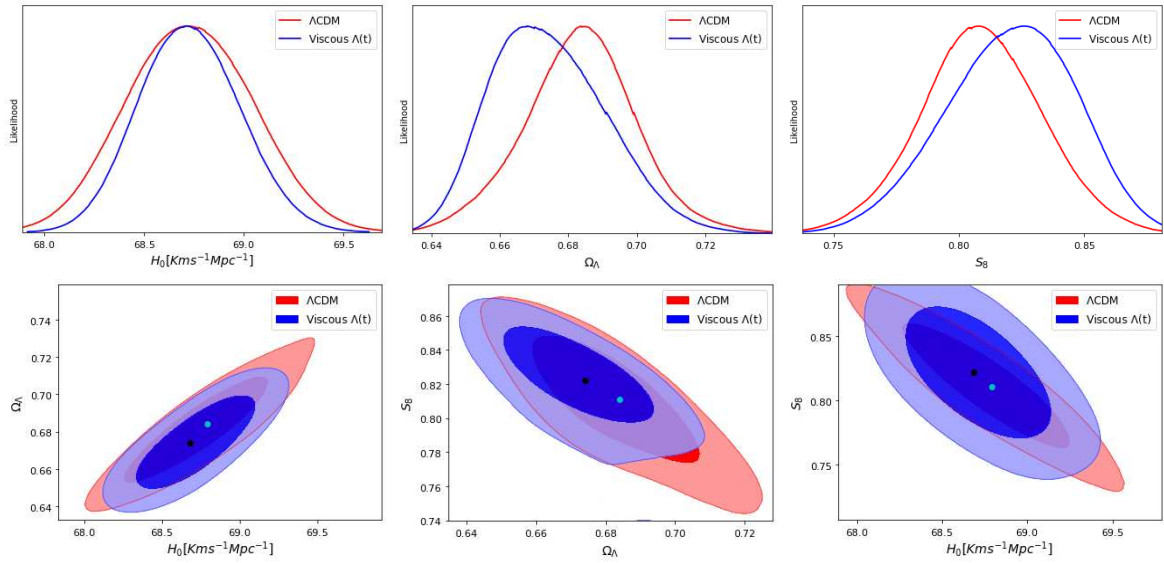 Likelihood
ΛCDM
Viscous Λ(t)
68.0 68.5 69.0 69.5
H₀[Kms⁻¹Mpc⁻¹]
Likelihood
ΛCDM
Viscous Λ(t)
0.64 0.66 0.68 0.70 0.72
Ω_Λ
Likelihood
ΛCDM
Viscous Λ(t)
0.75 0.80 0.85
S₈
ΛCDM
Viscous Λ(t)
Ω_Λ
0.74
0.72
0.70
0.68
0.66
0.64
68.0 68.5 69.0 69.5
H₀[Kms⁻¹Mpc⁻¹]
ΛCDM
Viscous Λ(t)
S₈
0.86
0.84
0.82
0.80
0.78
0.76
0.74
0.64 0.66 0.68 0.70 0.72
Ω_Λ
ΛCDM
Viscous Λ(t)
S₈
0.85
0.80
0.75
68.0 68.5 69.0 69.5
H₀[Kms⁻¹Mpc⁻¹]